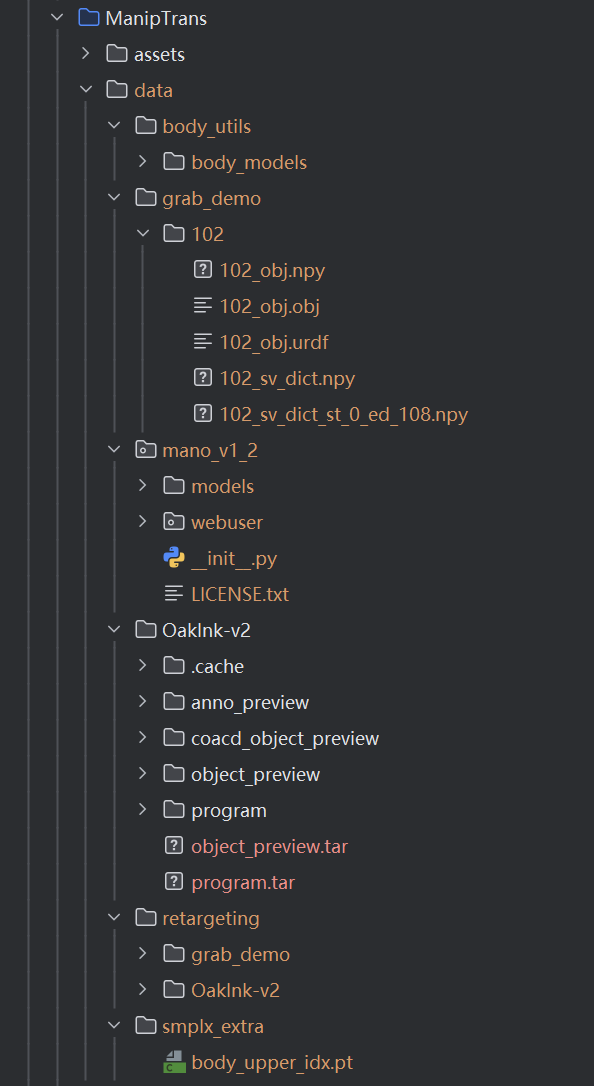 ManipTrans
assets
data
body_utils
body_models
grab_demo
102
102_obj.npy
102_obj.obj
102_obj.urdf
102_sv_dict.npy
102_sv_dict_st_0_ed_108.npy
mano_v1_2
models
webuser
__init__.py
LICENSE.txt
OakInk-v2
.cache
anno_preview
coacd_object_preview
object_preview
program
object_preview.tar
program.tar
retargeting
grab_demo
OakInk-v2
smplx_extra
body_upper_idx.pt